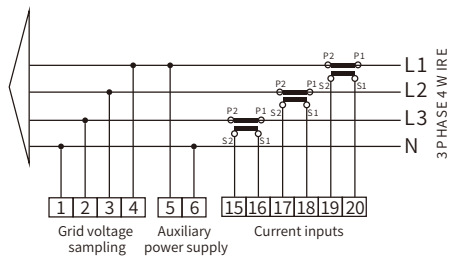 P2 P1
L1
S2 S1
P2 P1
L2
S2 S1
P2 P1
L3
S2 S1
N
3 PHASE 4 WIRE
1 2 3 4 5 6 15 16 17 18 19 20
Grid voltage
sampling
Auxiliary
power supply
Current inputs